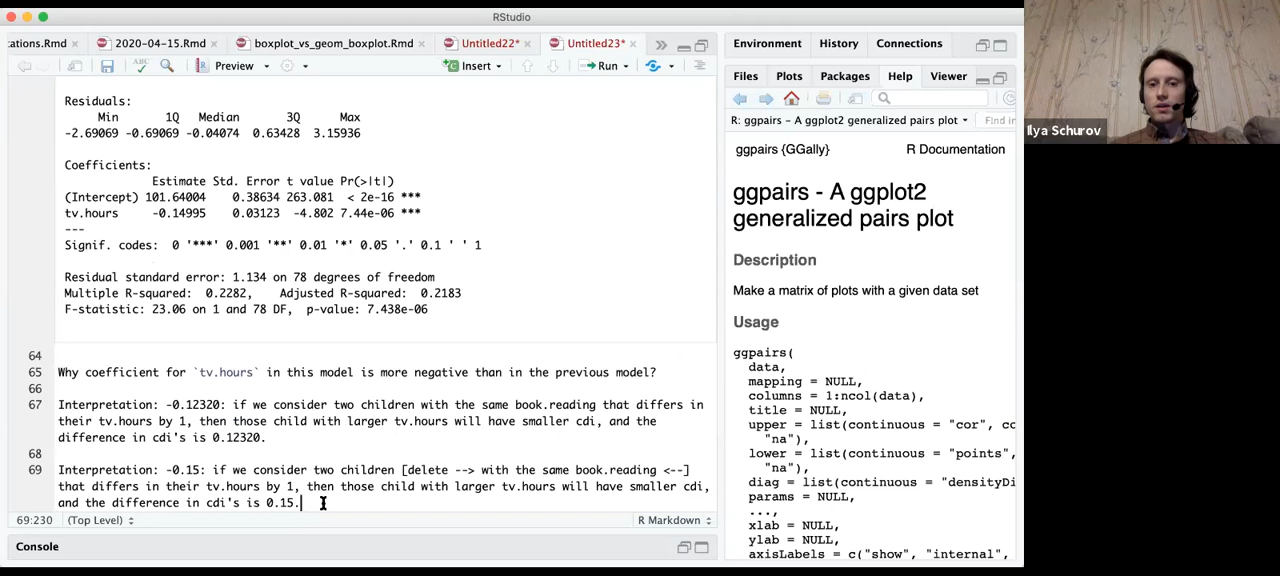 RStudio
tations.Rmd
2020-04-15.Rmd
boxplot_vs_geom_boxplot.Rmd
Untitled22*
Untitled23*
ABC
Preview
Insert
Run
Residuals:
Min 1Q Median 3Q Max
-2.69069 -0.69069 -0.04074 0.63428 3.15936
Coefficients:
Estimate Std. Error t value Pr(>|t|)
(Intercept) 101.64004 0.38634 263.081 < 2e-16 ***
tv.hours -0.14995 0.03123 -4.802 7.44e-06 ***
---
Signif. codes: 0 '***' 0.001 '**' 0.01 '*' 0.05 '.' 0.1 ' ' 1
Residual standard error: 1.134 on 78 degrees of freedom
Multiple R-squared: 0.2282, Adjusted R-squared: 0.2183
F-statistic: 23.06 on 1 and 78 DF, p-value: 7.438e-06
64
65 Why coefficient for `tv.hours` in this model is more negative than in the previous model?
66
67 Interpretation: -0.12320: if we consider two children with the same book.reading that differs in
their tv.hours by 1, then those child with larger tv.hours will have smaller cdi, and the
difference in cdi's is 0.12320.
68
69 Interpretation: -0.15: if we consider two children [delete --> with the same book.reading <--]
that differs in their tv.hours by 1, then those child with larger tv.hours will have smaller cdi,
and the difference in cdi's is 0.15.
69:230 (Top Level) R Markdown
Console
Environment History Connections
Files Plots Packages Help Viewer
R: ggpairs - A ggplot2 generalized pairs plot Find in
ggpairs {GGally} R Documentation
ggpairs - A ggplot2
generalized pairs plot
Description
Make a matrix of plots with a given data set
Usage
ggpairs(
data,
mapping = NULL,
columns = 1:ncol(data),
title = NULL,
upper = list(continuous = "cor", co
"na"),
lower = list(continuous = "points",
"na"),
diag = list(continuous = "densityDi
params = NULL,
...,
xlab = NULL,
ylab = NULL,
axisLabels = c("show", "internal",
Ilya Schurov